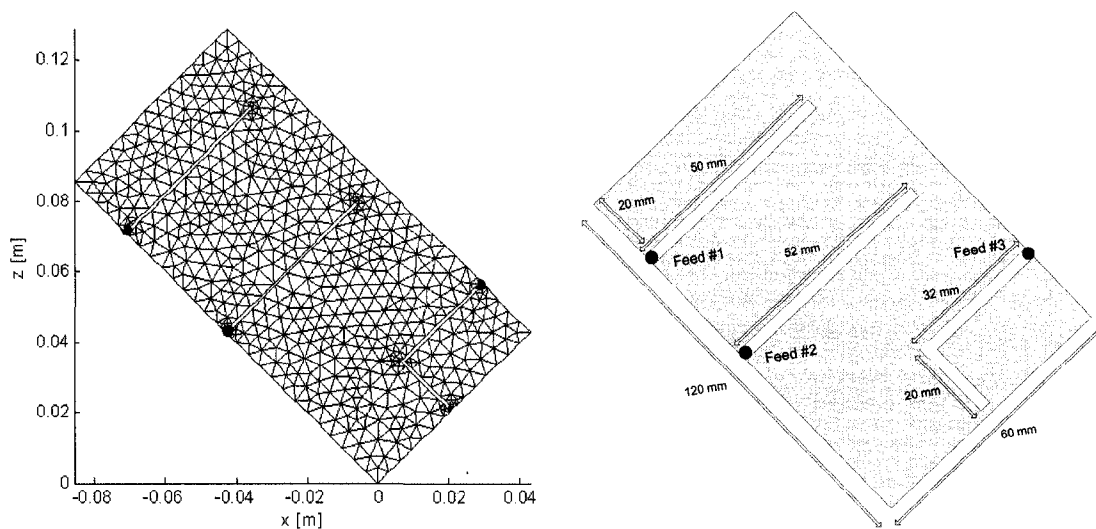 0.12
0.1
0.08
0.06
0.04
0.02
0
z [m]
-0.08
-0.06
-0.04
-0.02
0
0.02
0.04
x [m]
50 mm
20 mm
Feed #1
52 mm
Feed #3
32 mm
Feed #2
120 mm
20 mm
60 mm